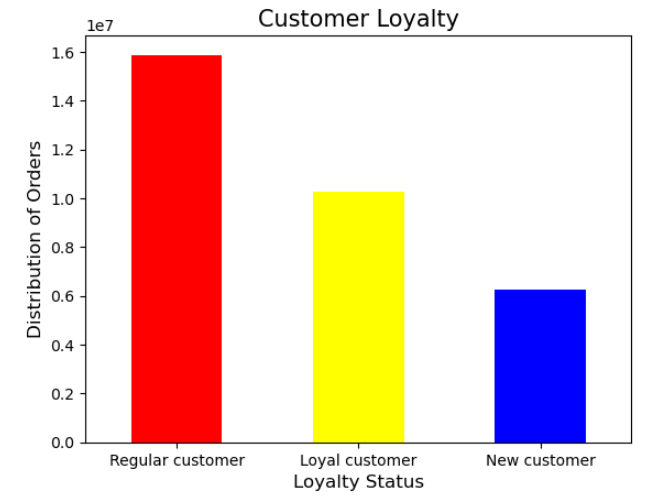 Customer Loyalty
1e7
1.6
1.4
1.2
1.0
0.8
0.6
0.4
0.2
0.0
Distribution of Orders
Regular customer
Loyal customer
New customer
Loyalty Status